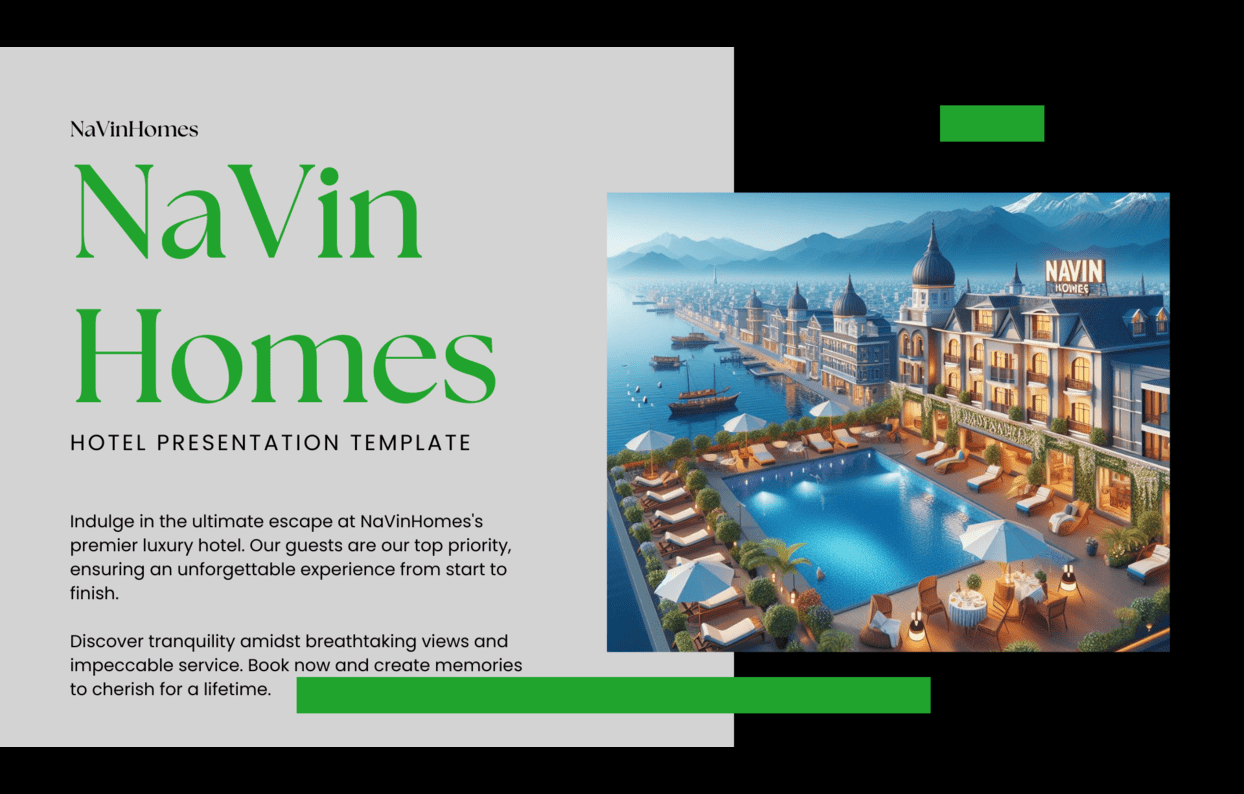 NaVinHomes
NaVin
Homes
HOTEL PRESENTATION TEMPLATE
Indulge in the ultimate escape at NaVinHomes's
premier luxury hotel. Our guests are our top priority,
ensuring an unforgettable experience from start to
finish.
Discover tranquility amidst breathtaking views and
impeccable service. Book now and create memories
to cherish for a lifetime.
NAVIN
HOMES